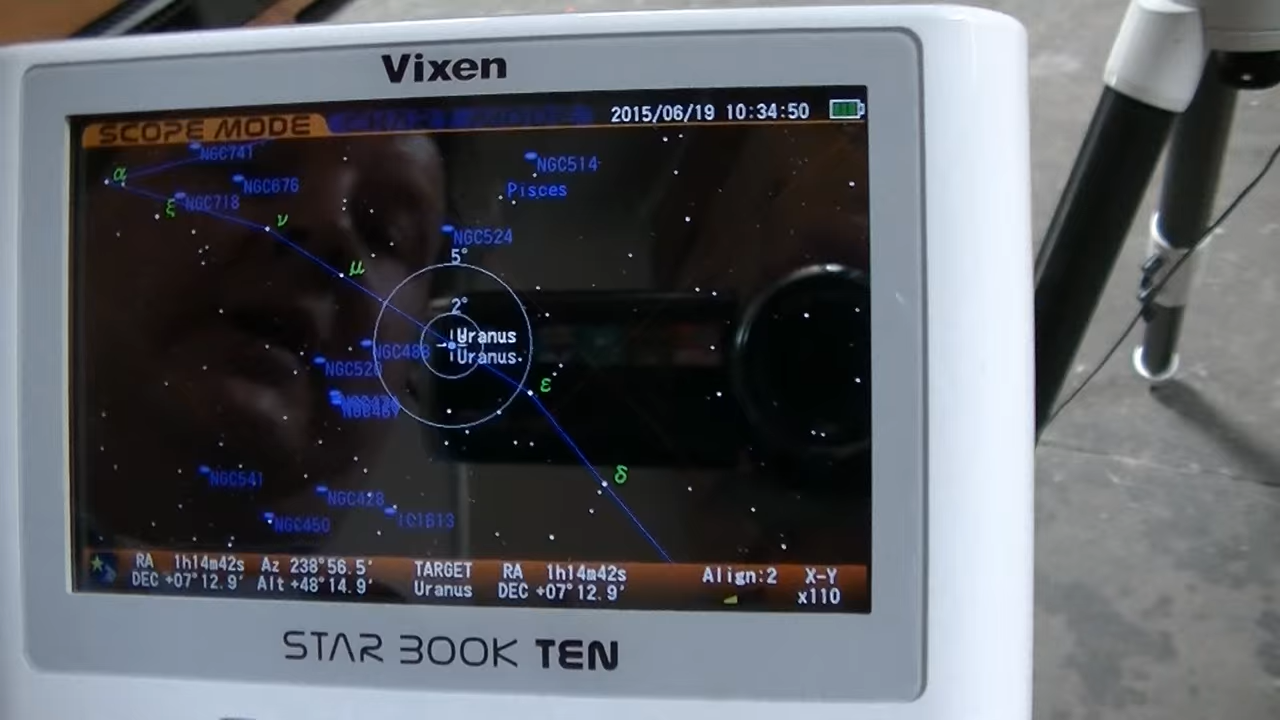 Vixen
SCOPE MODE CHART MODE 2015/06/19 10:34:50
NGC741
NGC514
α
NGC676
Pisces
ξ NGC718
ν
NGC524
5°
μ
2°
Uranus
NGC488 Uranus
NGC520
ε
δ
NGC541
NGC428
NGC450 IC1613
RA 1h14m42s Az 238°56.5' TARGET RA 1h14m42s Align:2 X-Y
DEC +07°12.9' Alt +48°14.9' Uranus DEC +07°12.9' x110
STAR BOOK TEN